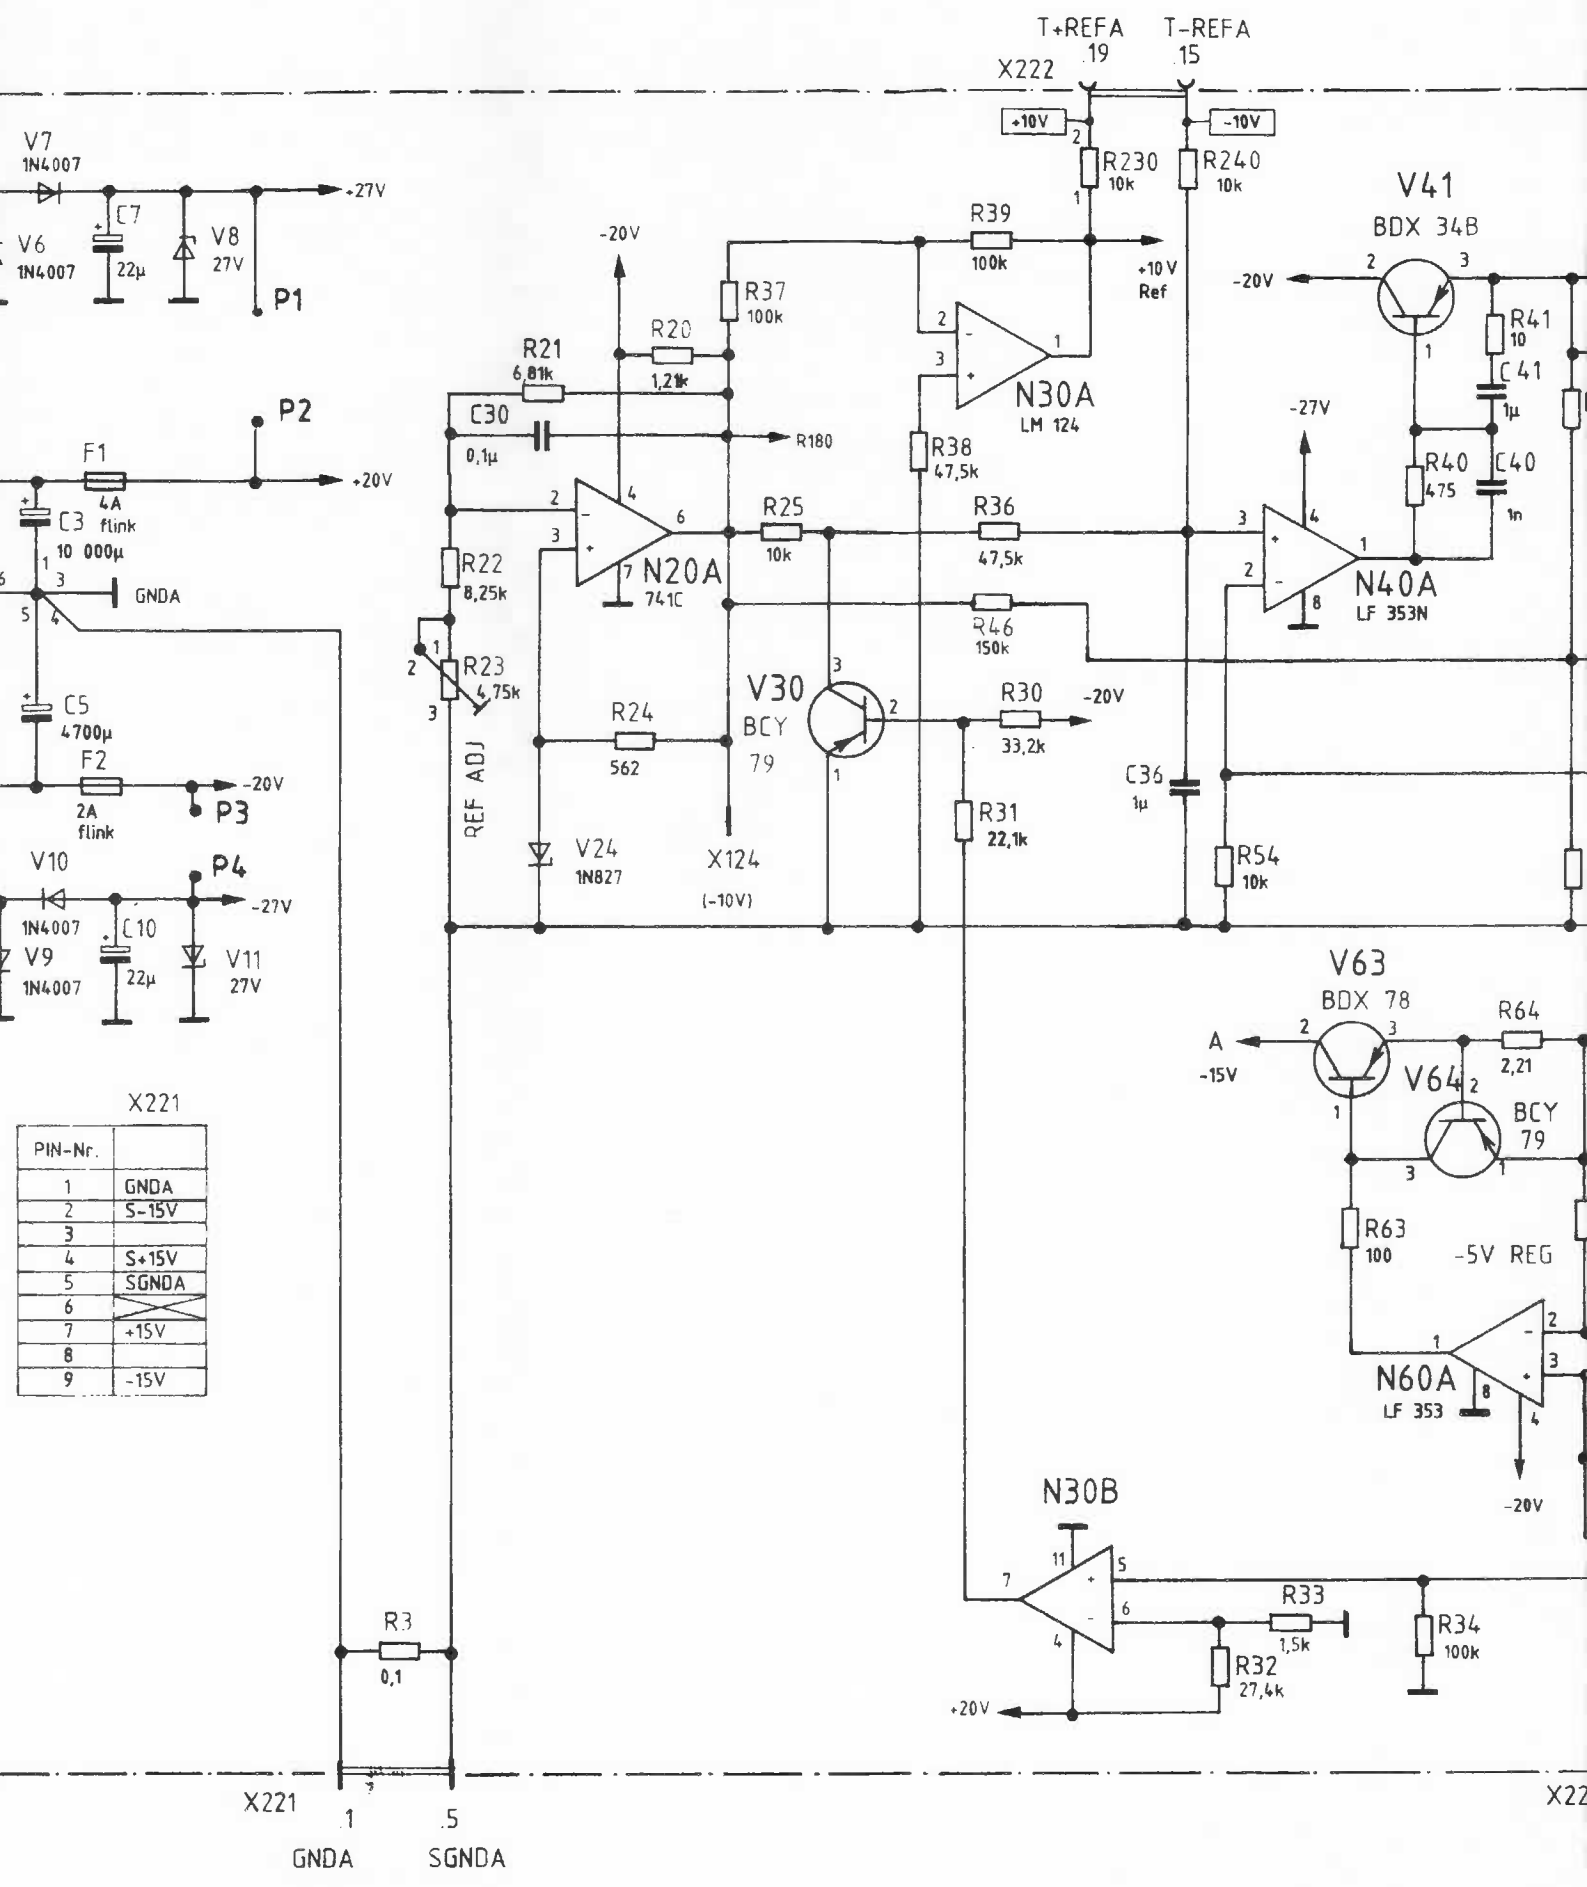 T+REFA T-REFA
.19 .15
X222
+10V -10V
2
R230
10k
1
R240
10k
V7
1N4007
+27V
C7
+
22µ
V8
27V
V6
1N4007
P1
P2
F1
4A
flink
+20V
+
C3
10 000µ
1
3
6
5
4
GNDA
+
C5
4700µ
F2
2A
flink
-20V
P3
P4
V10
1N4007
-27V
V9
1N4007
C10
+
22µ
V11
27V
-20V
R37
100k
R20
1,21k
R21
6,81k
C30
0,1µ
R180
2
-
3
+
4
6
7
N20A
741C
R22
8,25k
1
2
R23
4,75k
3
REF ADJ
R24
562
V24
1N827
X124
(-10V)
R39
100k
+10V
Ref
2
-
3
+
1
N30A
LM 124
R38
47,5k
R25
10k
R36
47,5k
R46
150k
V30
BCY
79
3
2
1
R30
33,2k
-20V
R31
22,1k
C36
1µ
R54
10k
V41
BDX 34B
-20V
2
3
1
R41
10
C41
1µ
-27V
R40
475
C40
1n
3
+
2
-
4
1
8
N40A
LF 353N
V63
BDX 78
A
-15V
2
3
1
R64
2,21
V64
2
BCY
79
3
1
R63
100
-5V REG
1
2
-
3
+
N60A
LF 353
8
4
-20V
X221
PIN-Nr.
1 GNDA
2 S-15V
3
4 S+15V
5 SGNDA
6
7 +15V
8
9 -15V
N30B
11
7
5
+
6
-
4
R33
1,5k
R32
27,4k
R34
100k
+20V
R3
0,1
X221
.1
.5
GNDA
SGNDA